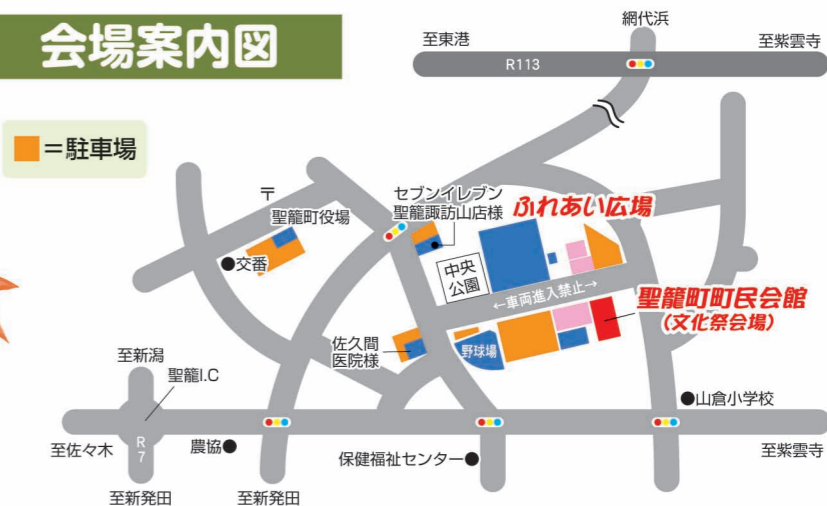 会場案内図
=駐車場
網代浜
至東港
R113
至紫雲寺
〒
聖籠町役場
交番
セブンイレブン
聖籠諏訪山店様
ふれあい広場
中央
公園
←車両進入禁止→
聖籠町町民会館
(文化祭会場)
佐久間
医院様
野球場
至新潟
聖籠I.C
山倉小学校
至佐々木
R
7
農協
保健福祉センター
至紫雲寺
至新発田
至新発田